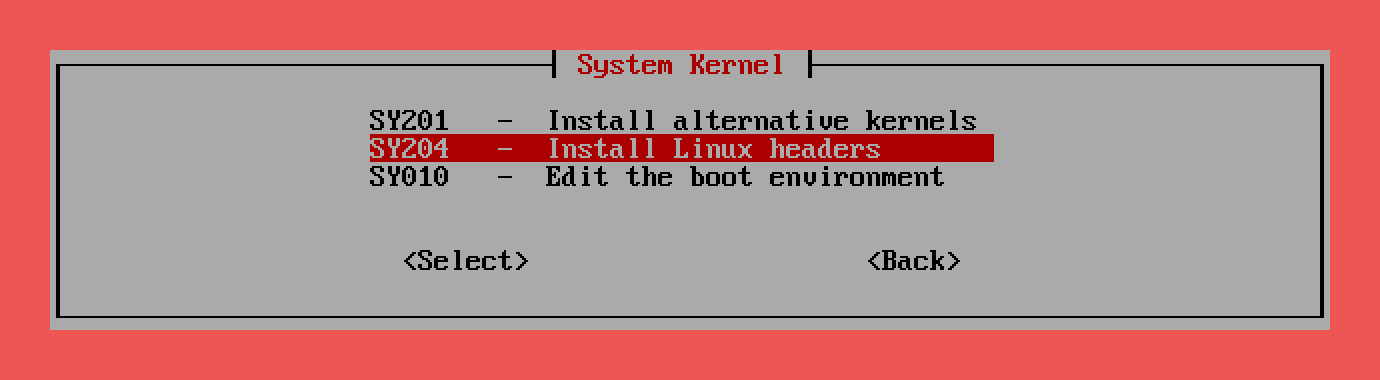 System Kernel
SY201 - Install alternative kernels
SY204 - Install Linux headers
SY010 - Edit the boot environment
<Select> <Back>